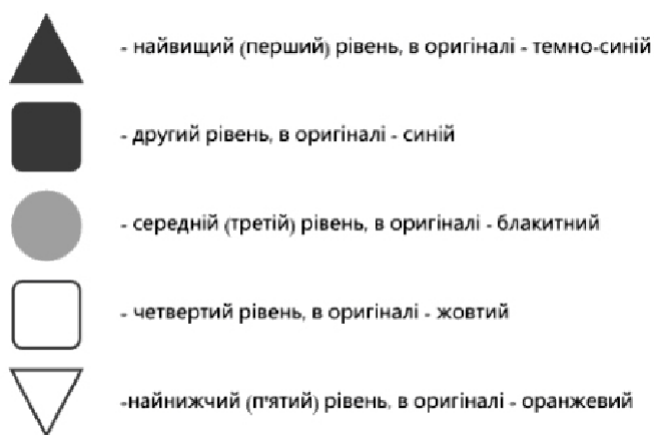 - найвищий (перший) рівень, в оригіналі - темно-синій
- другий рівень, в оригіналі - синій
- середній (третій) рівень, в оригіналі - блакитний
- четвертий рівень, в оригіналі - жовтий
-найнижчий (п'ятий) рівень, в оригіналі - оранжевий